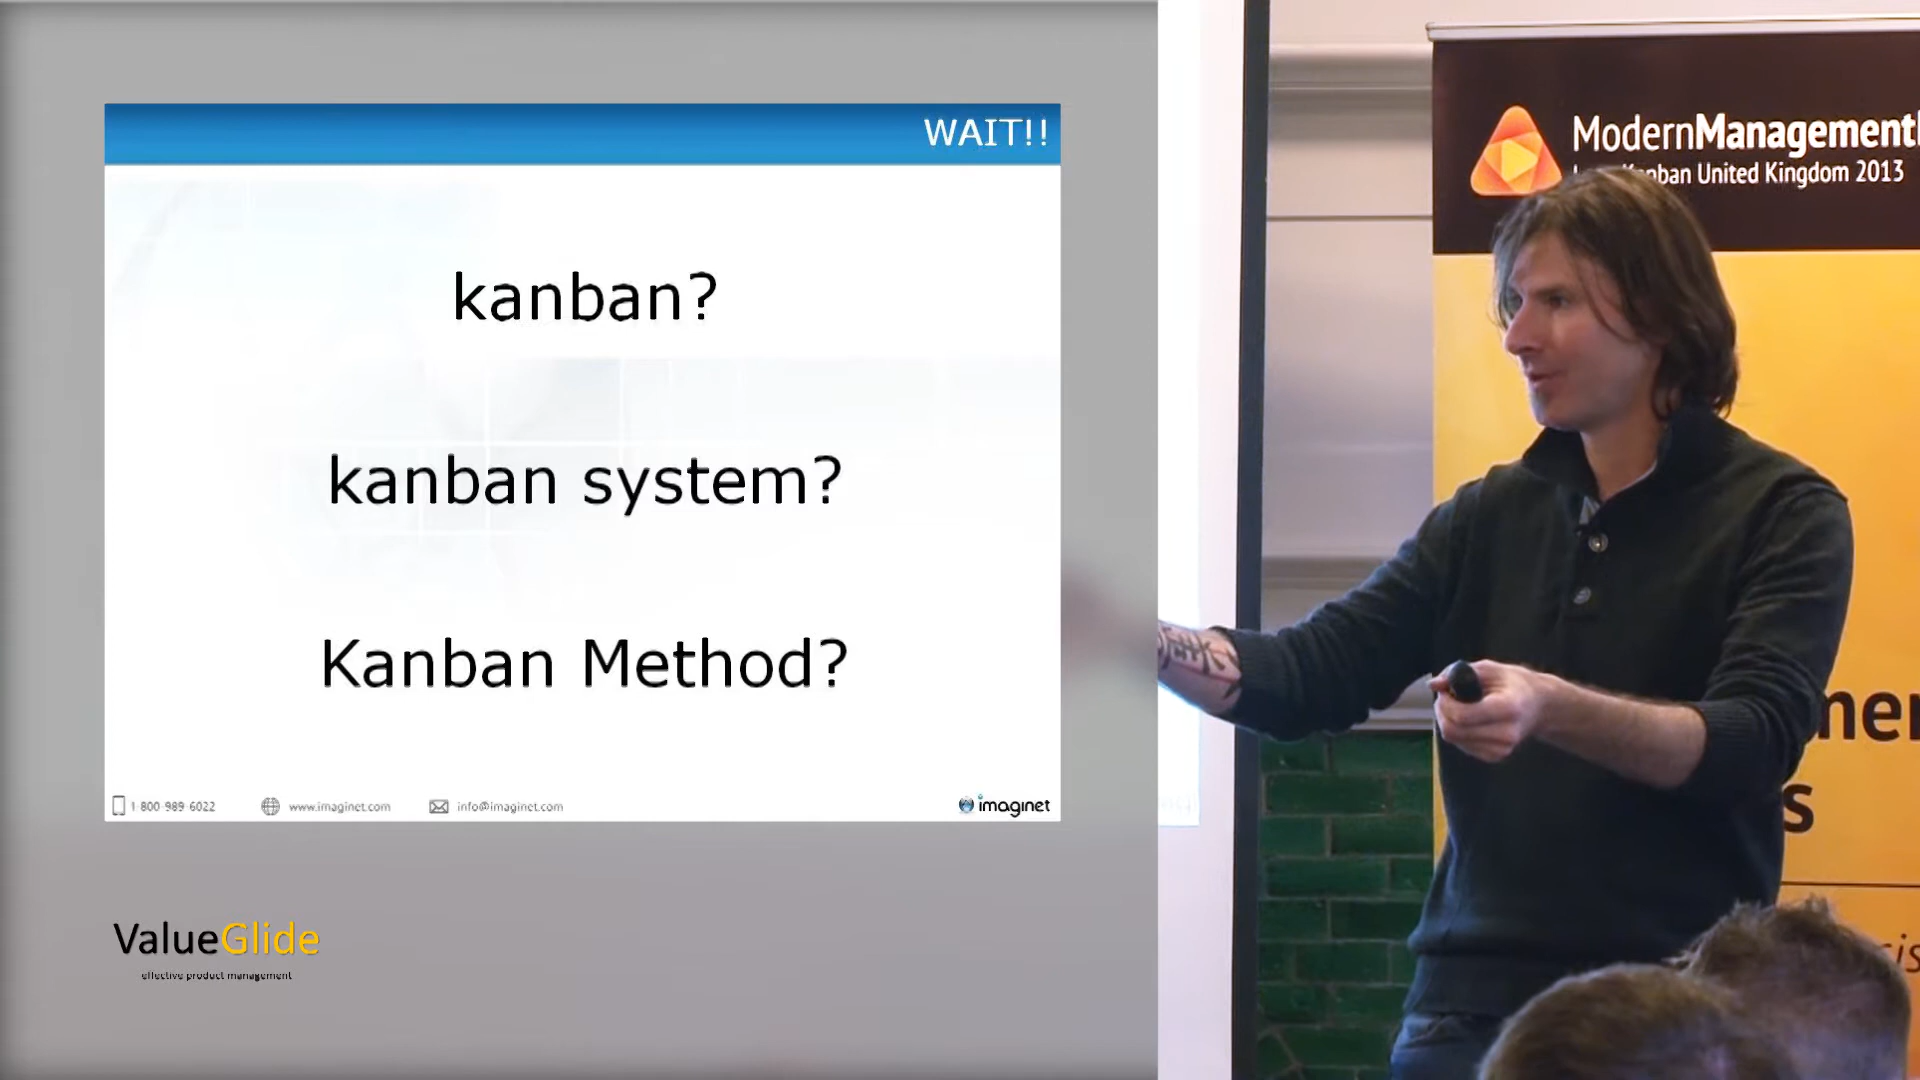 WAIT!!
kanban?
kanban system?
Kanban Method?
1-800-989-6022
www.imaginet.com
info@imaginet.com
imaginet
ValueGlide
effective product management
ModernManagement
Kanban United Kingdom 2013